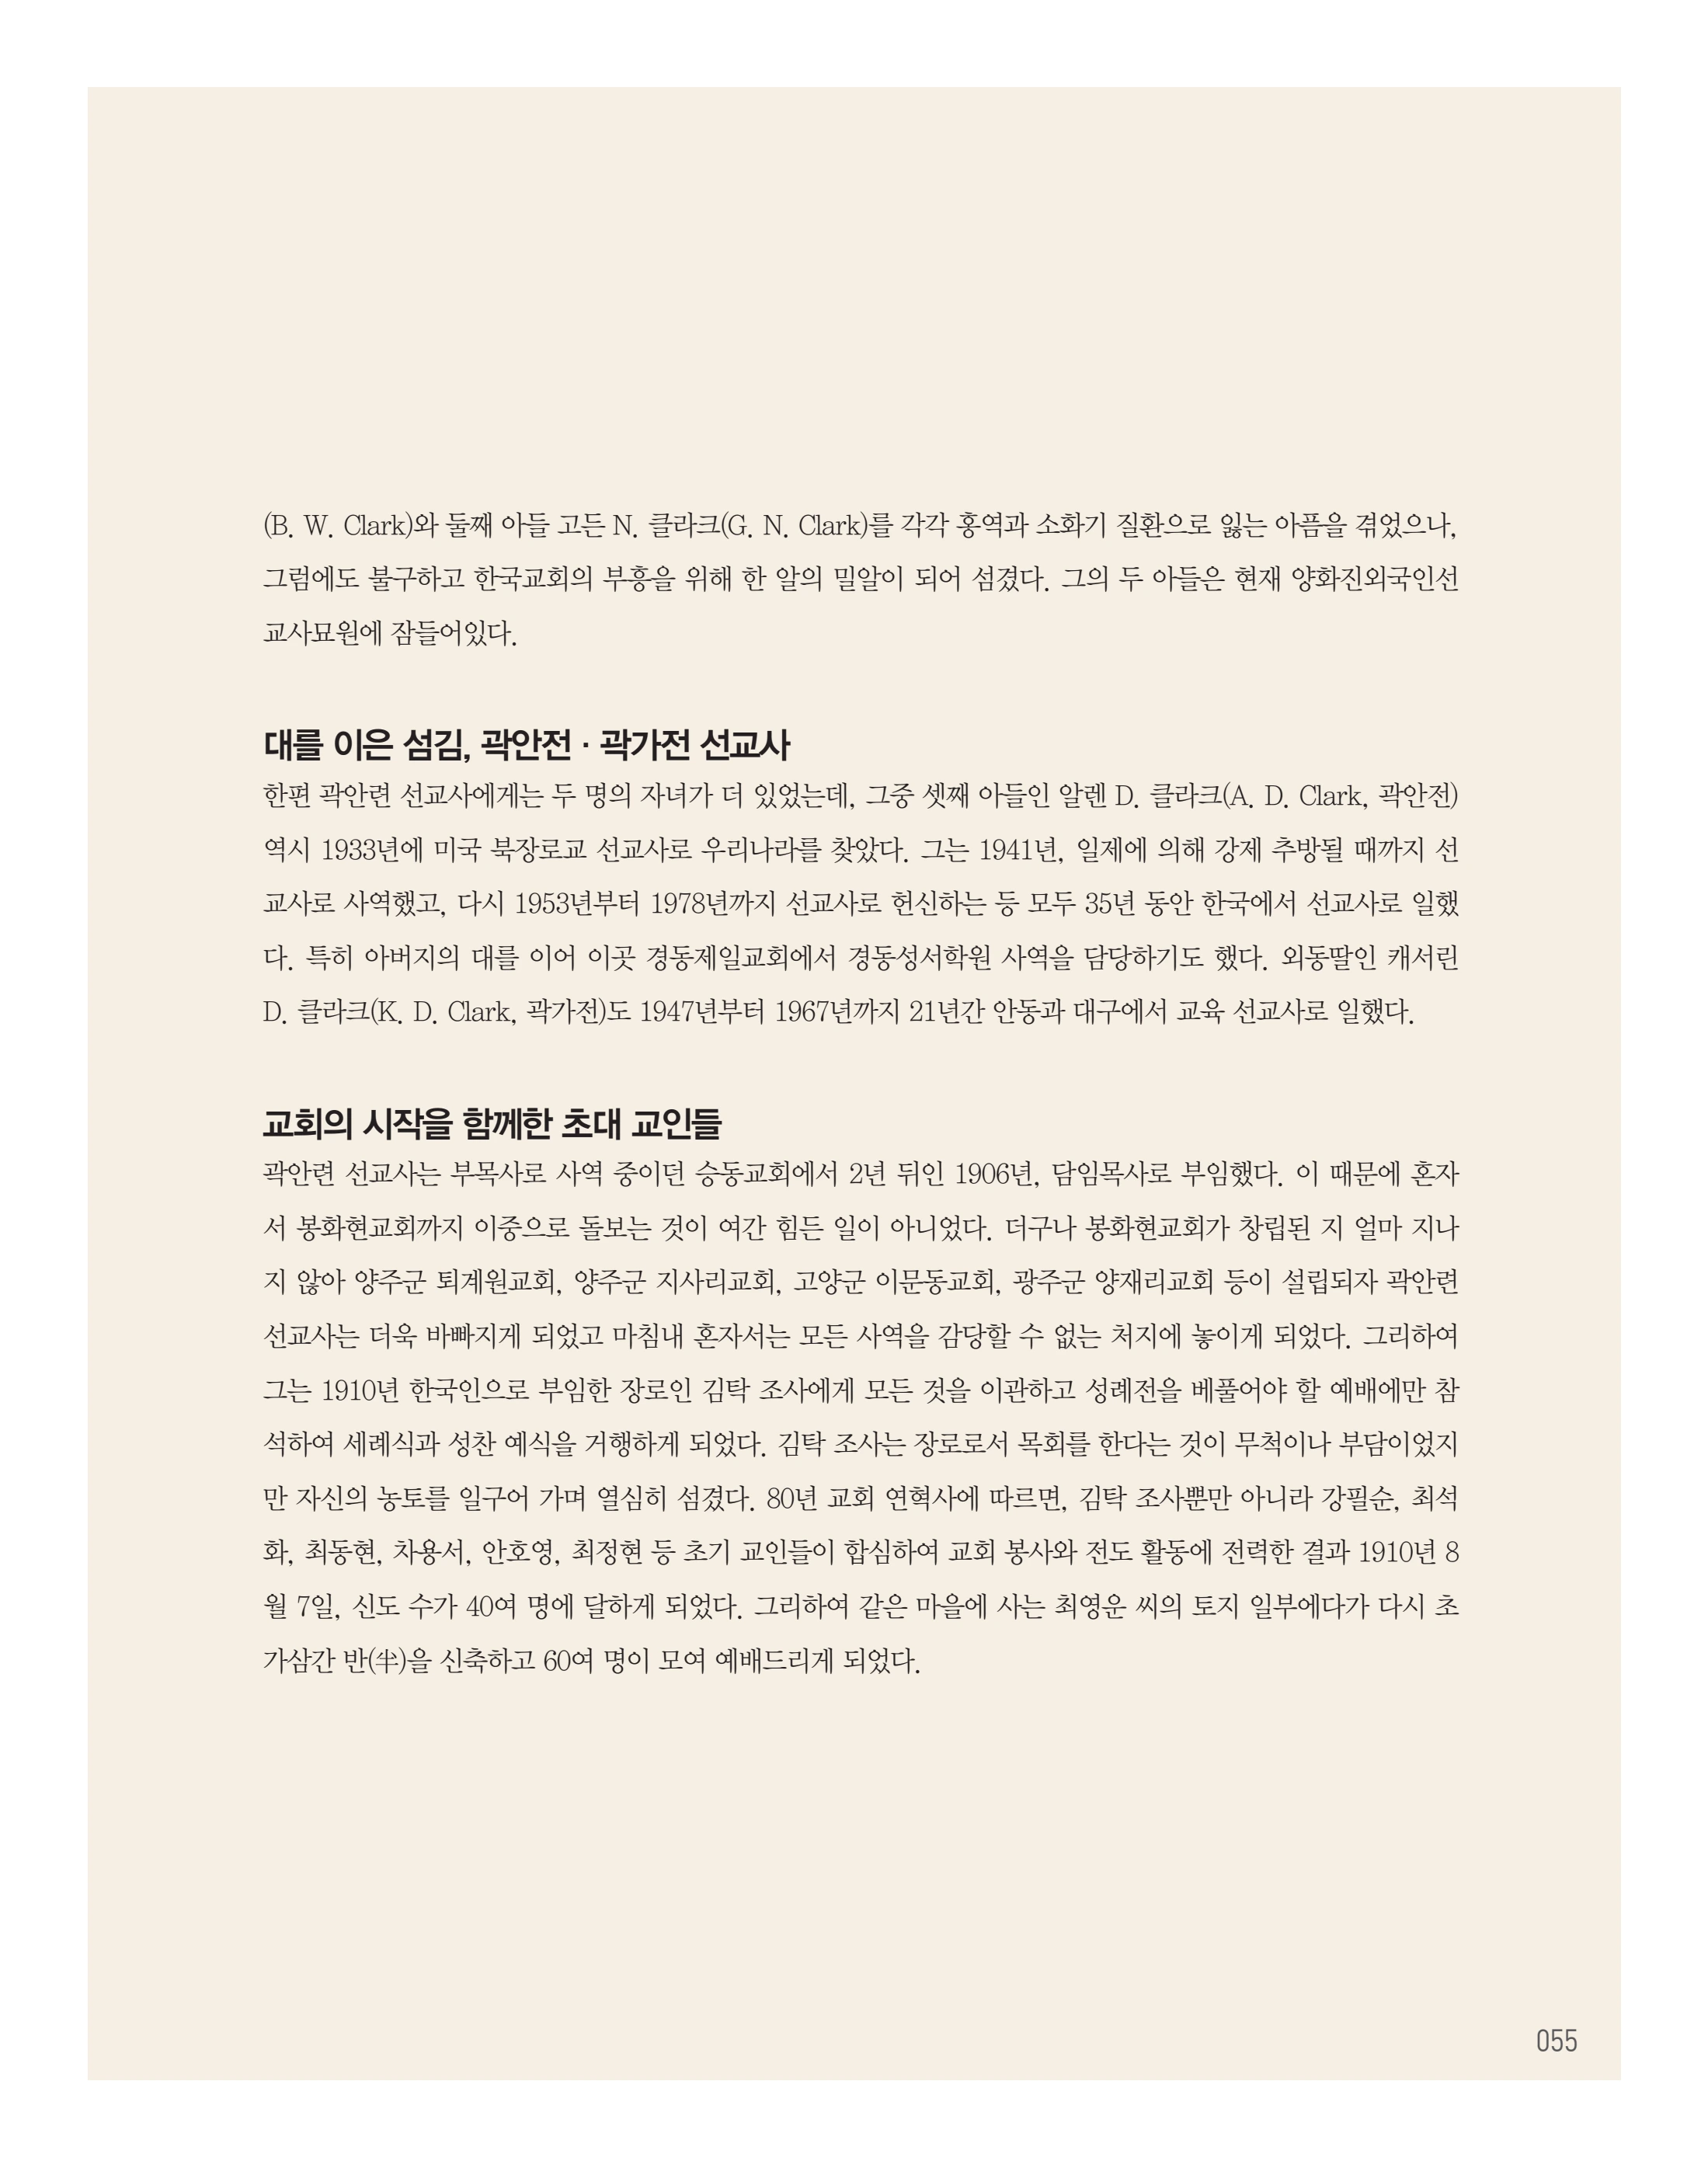 (B. W. Clark)와 둘째 아들 고든 N. 클라크(G. N. Clark)를 각각 홍역과 소화기 질환으로 잃는 아픔을 겪었으나,
그럼에도 불구하고 한국교회의 부흥을 위해 한 알의 밀알이 되어 섬겼다. 그의 두 아들은 현재 양화진외국인선
교사묘원에 잠들어있다.
대를 이은 섬김, 곽안전 · 곽가전 선교사
한편 곽안련 선교사에게는 두 명의 자녀가 더 있었는데, 그중 셋째 아들인 알렌 D. 클라크(A. D. Clark, 곽안전)
역시 1933년에 미국 북장로교 선교사로 우리나라를 찾았다. 그는 1941년, 일제에 의해 강제 추방될 때까지 선
교사로 사역했고, 다시 1953년부터 1978년까지 선교사로 헌신하는 등 모두 35년 동안 한국에서 선교사로 일했
다. 특히 아버지의 대를 이어 이곳 경동제일교회에서 경동성서학원 사역을 담당하기도 했다. 외동딸인 캐서린
D. 클라크(K. D. Clark, 곽가전)도 1947년부터 1967년까지 21년간 안동과 대구에서 교육 선교사로 일했다.
교회의 시작을 함께한 초대 교인들
곽안련 선교사는 부목사로 사역 중이던 승동교회에서 2년 뒤인 1906년, 담임목사로 부임했다. 이 때문에 혼자
서 봉화현교회까지 이중으로 돌보는 것이 여간 힘든 일이 아니었다. 더구나 봉화현교회가 창립된 지 얼마 지나
지 않아 양주군 퇴계원교회, 양주군 지사리교회, 고양군 이문동교회, 광주군 양재리교회 등이 설립되자 곽안련
선교사는 더욱 바빠지게 되었고 마침내 혼자서는 모든 사역을 감당할 수 없는 처지에 놓이게 되었다. 그리하여
그는 1910년 한국인으로 부임한 장로인 김탁 조사에게 모든 것을 이관하고 성례전을 베풀어야 할 예배에만 참
석하여 세례식과 성찬 예식을 거행하게 되었다. 김탁 조사는 장로로서 목회를 한다는 것이 무척이나 부담이었지
만 자신의 농토를 일구어 가며 열심히 섬겼다. 80년 교회 연혁사에 따르면, 김탁 조사뿐만 아니라 강필순, 최석
화, 최동현, 차용서, 안호영, 최정현 등 초기 교인들이 합심하여 교회 봉사와 전도 활동에 전력한 결과 1910년 8
월 7일, 신도 수가 40여 명에 달하게 되었다. 그리하여 같은 마을에 사는 최영운 씨의 토지 일부에다가 다시 초
가삼간 반(半)을 신축하고 60여 명이 모여 예배드리게 되었다.
055